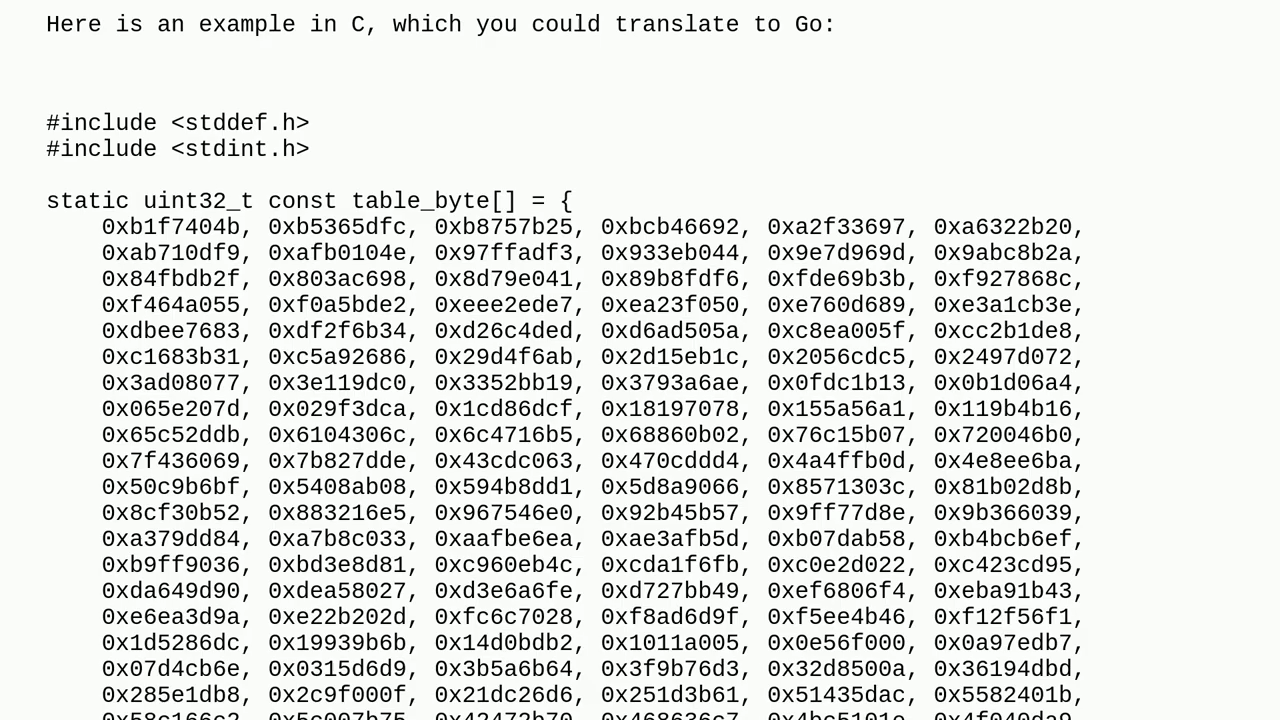 Here is an example in C, which you could translate to Go:
#include <stddef.h>
#include <stdint.h>
static uint32_t const table_byte[] = {
0xb1f7404b, 0xb5365dfc, 0xb8757b25, 0xbcb46692, 0xa2f33697, 0xa6322b20,
0xab710df9, 0xafb0104e, 0x97ffadf3, 0x933eb044, 0x9e7d969d, 0x9abc8b2a,
0x84fbdb2f, 0x803ac698, 0x8d79e041, 0x89b8fdf6, 0xfde69b3b, 0xf927868c,
0xf464a055, 0xf0a5bde2, 0xeee2ede7, 0xea23f050, 0xe760d689, 0xe3a1cb3e,
0xdbee7683, 0xdf2f6b34, 0xd26c4ded, 0xd6ad505a, 0xc8ea005f, 0xcc2b1de8,
0xc1683b31, 0xc5a92686, 0x29d4f6ab, 0x2d15eb1c, 0x2056cdc5, 0x2497d072,
0x3ad08077, 0x3e119dc0, 0x3352bb19, 0x3793a6ae, 0x0fdc1b13, 0x0b1d06a4,
0x065e207d, 0x029f3dca, 0x1cd86dcf, 0x18197078, 0x155a56a1, 0x119b4b16,
0x65c52ddb, 0x6104306c, 0x6c4716b5, 0x68860b02, 0x76c15b07, 0x720046b0,
0x7f436069, 0x7b827dde, 0x43cdc063, 0x470cddd4, 0x4a4ffb0d, 0x4e8ee6ba,
0x50c9b6bf, 0x5408ab08, 0x594b8dd1, 0x5d8a9066, 0x8571303c, 0x81b02d8b,
0x8cf30b52, 0x883216e5, 0x967546e0, 0x92b45b57, 0x9ff77d8e, 0x9b366039,
0xa379dd84, 0xa7b8c033, 0xaafbe6ea, 0xae3afb5d, 0xb07dab58, 0xb4bcb6ef,
0xb9ff9036, 0xbd3e8d81, 0xc960eb4c, 0xcda1f6fb, 0xc0e2d022, 0xc423cd95,
0xda649d90, 0xdea58027, 0xd3e6a6fe, 0xd727bb49, 0xef6806f4, 0xeba91b43,
0xe6ea3d9a, 0xe22b202d, 0xfc6c7028, 0xf8ad6d9f, 0xf5ee4b46, 0xf12f56f1,
0x1d5286dc, 0x19939b6b, 0x14d0bdb2, 0x1011a005, 0x0e56f000, 0x0a97edb7,
0x07d4cb6e, 0x0315d6d9, 0x3b5a6b64, 0x3f9b76d3, 0x32d8500a, 0x36194dbd,
0x285e1db8, 0x2c9f000f, 0x21dc26d6, 0x251d3b61, 0x51435dac, 0x5582401b,